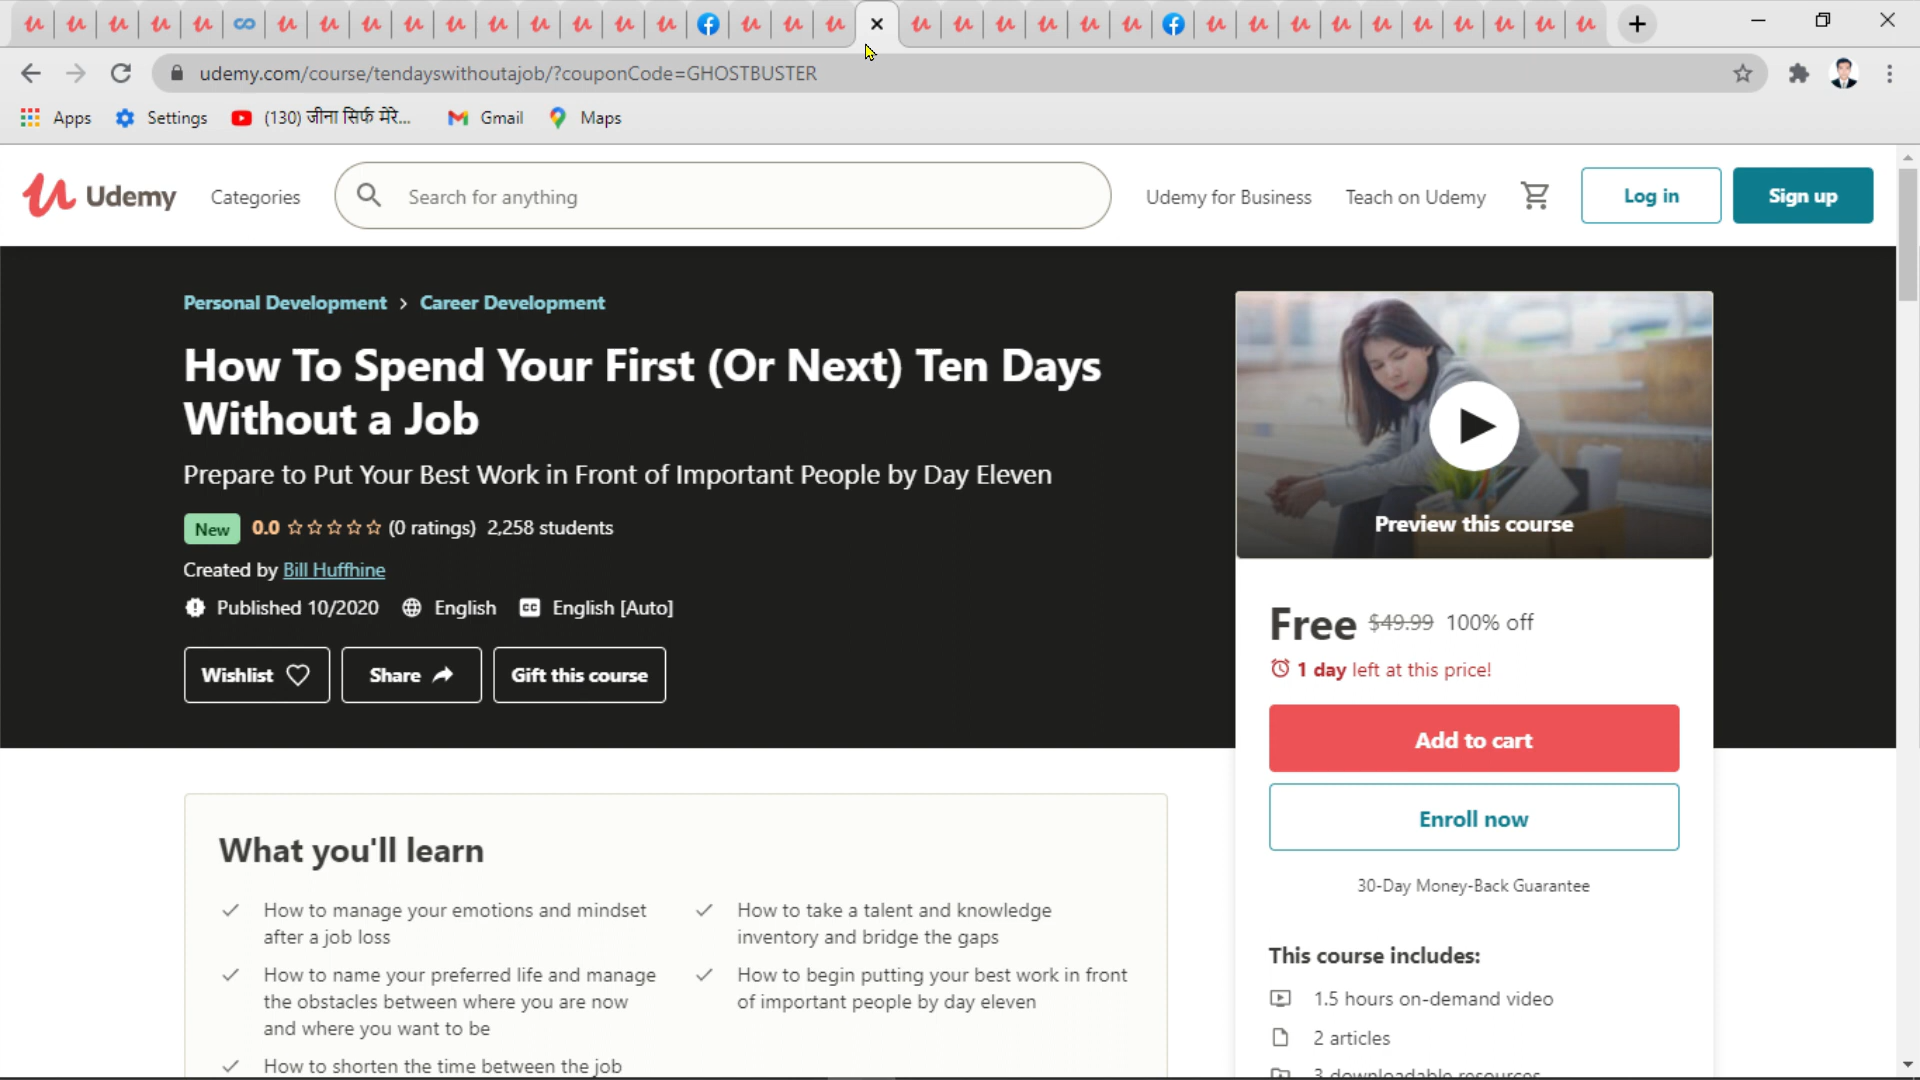 udemy.com/course/tendayswithoutajob/?couponCode=GHOSTBUSTER
Apps Settings (130) जीना सिर्फ मेरे... Gmail Maps
Udemy Categories Search for anything Udemy for Business Teach on Udemy Log in Sign up
Personal Development > Career Development
How To Spend Your First (Or Next) Ten Days
Without a Job
Prepare to Put Your Best Work in Front of Important People by Day Eleven
New 0.0 (0 ratings) 2,258 students
Created by Bill Huffhine
Published 10/2020 English CC English [Auto]
Wishlist Share Gift this course
Preview this course
Free $49.99 100% off
1 day left at this price!
Add to cart
Enroll now
30-Day Money-Back Guarantee
This course includes:
1.5 hours on-demand video
2 articles
3 downloadable resources
What you'll learn
How to manage your emotions and mindset
after a job loss
How to name your preferred life and manage
the obstacles between where you are now
and where you want to be
How to shorten the time between the job
How to take a talent and knowledge
inventory and bridge the gaps
How to begin putting your best work in front
of important people by day eleven